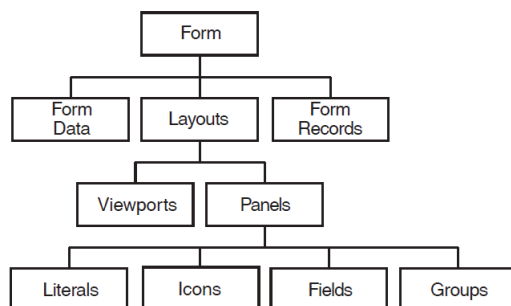 Form
Form
Data
Layouts
Form
Records
Viewports
Panels
Literals
Icons
Fields
Groups